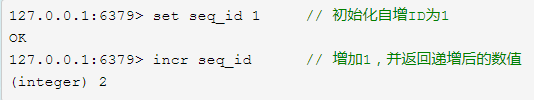 127.0.0.1:6379> set seq_id 1 // 初始化自增ID为1
OK
127.0.0.1:6379> incr seq_id // 增加1，并返回递增后的数值
(integer) 2